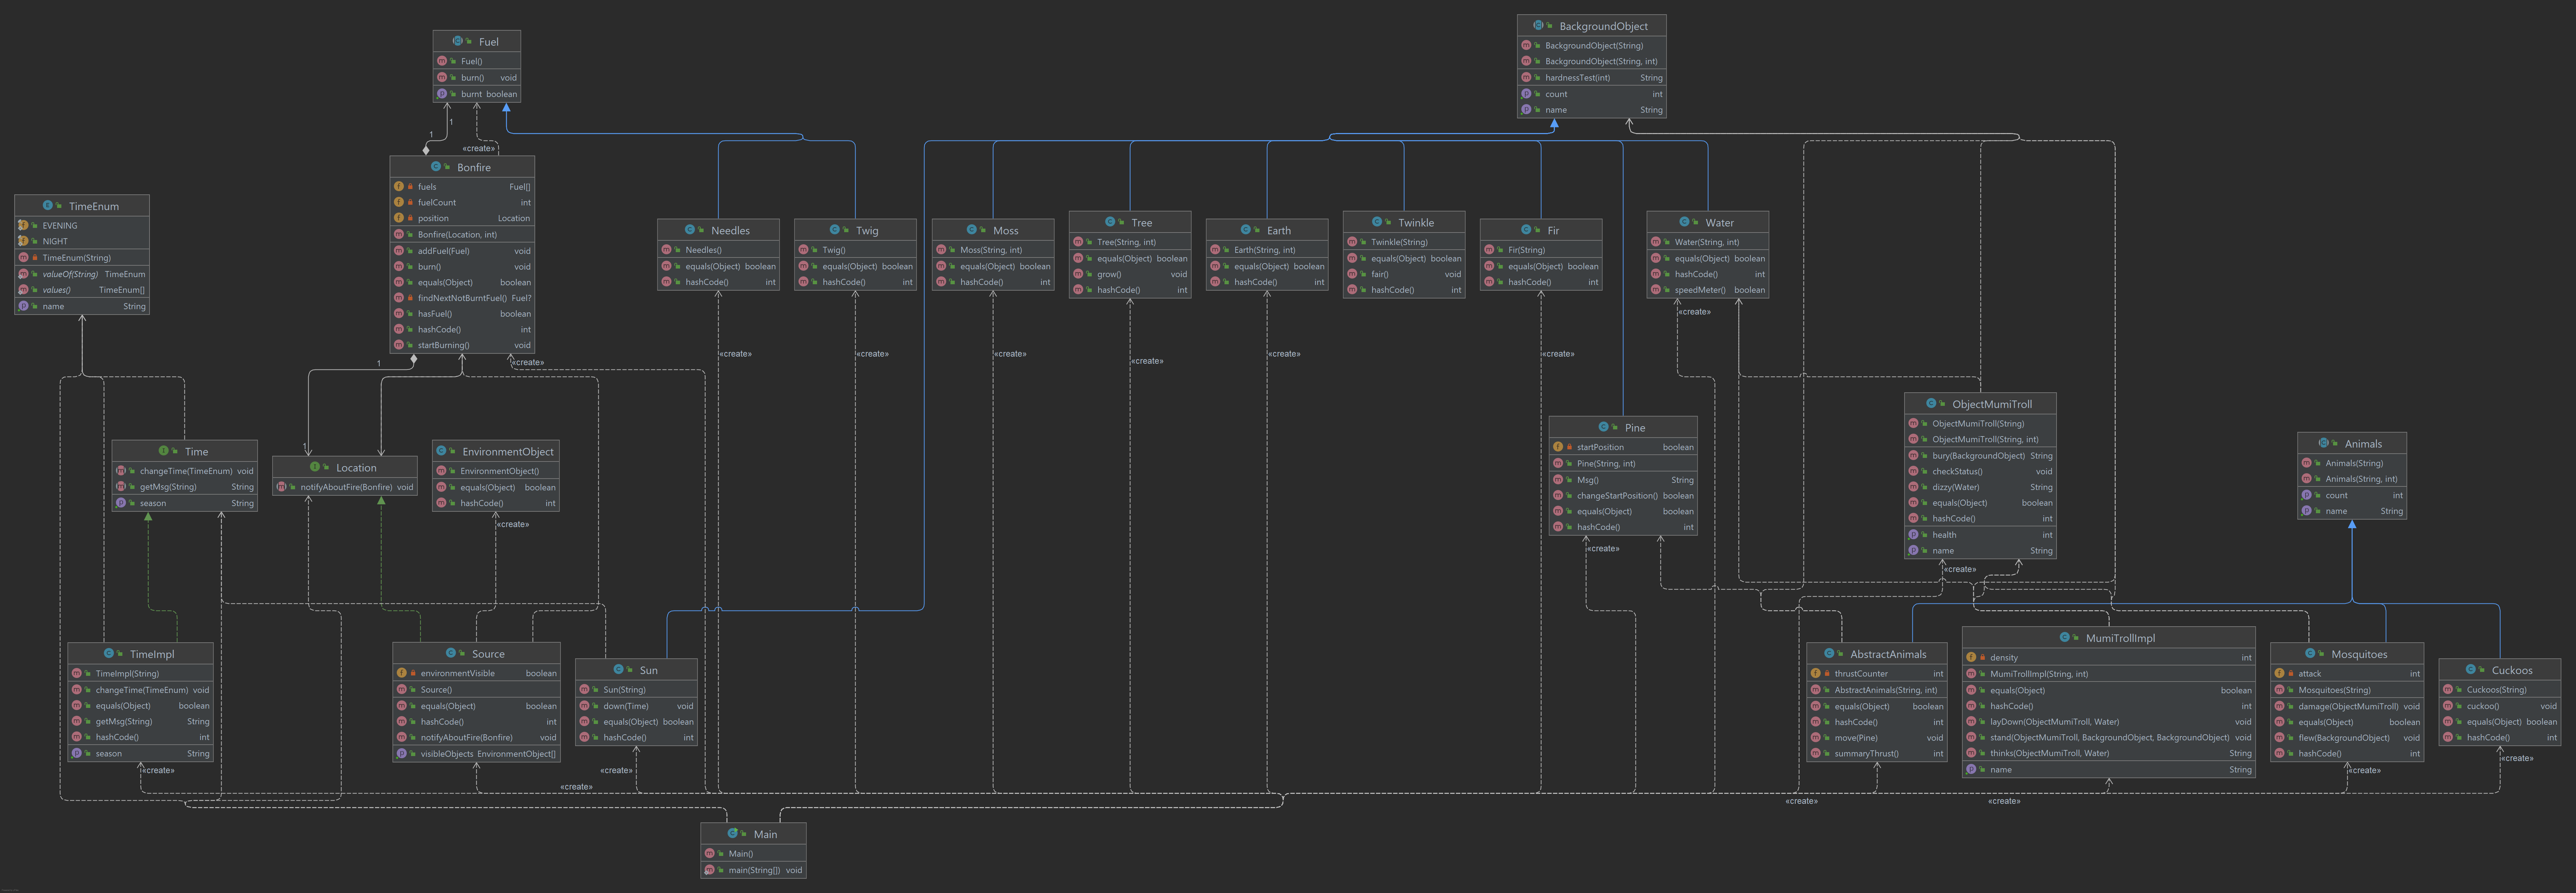 Fuel
Fuel()
burn() void
burnt boolean
BackgroundObject
BackgroundObject(String)
BackgroundObject(String, int)
hardnessTest(int) String
count int
name String
1
1
«create»
Bonfire
fuels Fuel[]
fuelCount int
position Location
Bonfire(Location, int)
addFuel(Fuel) void
burn() void
equals(Object) boolean
findNextNotBurntFuel() Fuel?
hasFuel() boolean
hashCode() int
startBurning() void
TimeEnum
EVENING
NIGHT
TimeEnum(String)
valueOf(String) TimeEnum
values() TimeEnum[]
name String
Needles
Needles()
equals(Object) boolean
hashCode() int
Twig
Twig()
equals(Object) boolean
hashCode() int
Moss
Moss(String, int)
equals(Object) boolean
hashCode() int
Tree
Tree(String, int)
equals(Object) boolean
grow() void
hashCode() int
Earth
Earth(String, int)
equals(Object) boolean
hashCode() int
Twinkle
Twinkle(String)
equals(Object) boolean
fair() void
hashCode() int
Fir
Fir(String)
equals(Object) boolean
hashCode() int
Water
Water(String, int)
equals(Object) boolean
hashCode() int
speedMeter() boolean
«create»
1
«create»
«create»
«create»
«create»
«create»
«create»
«create»
1
Time
changeTime(TimeEnum) void
getMsg(String) String
season String
Location
notifyAboutFire(Bonfire) void
EnvironmentObject
EnvironmentObject()
equals(Object) boolean
hashCode() int
«create»
Pine
startPosition boolean
Pine(String, int)
Msg() String
changeStartPosition() boolean
equals(Object) boolean
hashCode() int
«create»
ObjectMumiTroll
ObjectMumiTroll(String)
ObjectMumiTroll(String, int)
bury(BackgroundObject) String
checkStatus() void
dizzy(Water) String
equals(Object) boolean
hashCode() int
health int
name String
«create»
Animals
Animals(String)
Animals(String, int)
count int
name String
TimeImpl
TimeImpl(String)
changeTime(TimeEnum) void
equals(Object) boolean
getMsg(String) String
hashCode() int
season String
«create»
Source
environmentVisible boolean
Source()
equals(Object) boolean
hashCode() int
notifyAboutFire(Bonfire) void
visibleObjects EnvironmentObject[]
«create»
Sun
Sun(String)
down(Time) void
equals(Object) boolean
hashCode() int
«create»
AbstractAnimals
thrustCounter int
AbstractAnimals(String, int)
equals(Object) boolean
hashCode() int
move(Pine) void
summaryThrust() int
«create»
MumiTrollImpl
density int
MumiTrollImpl(String, int)
equals(Object) boolean
hashCode() int
layDown(ObjectMumiTroll, Water) void
stand(ObjectMumiTroll, BackgroundObject, BackgroundObject) void
thinks(ObjectMumiTroll, Water) String
name String
«create»
Mosquitoes
attack int
Mosquitoes(String)
damage(ObjectMumiTroll) void
equals(Object) boolean
flew(BackgroundObject) void
hashCode() int
«create»
Cuckoos
Cuckoos(String)
cuckoo() void
equals(Object) boolean
hashCode() int
«create»
Main
Main()
main(String[]) void